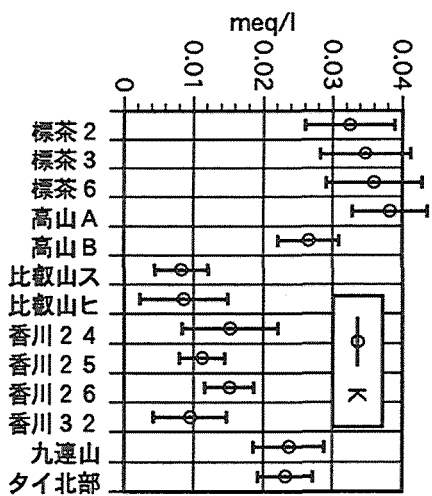 meq/l
0
0.01
0.02
0.03
0.04
標茶2
標茶3
標茶6
高山A
高山B
比叡山ス
比叡山ヒ
香川24
香川25
香川26
香川32
九連山
タイ北部
K